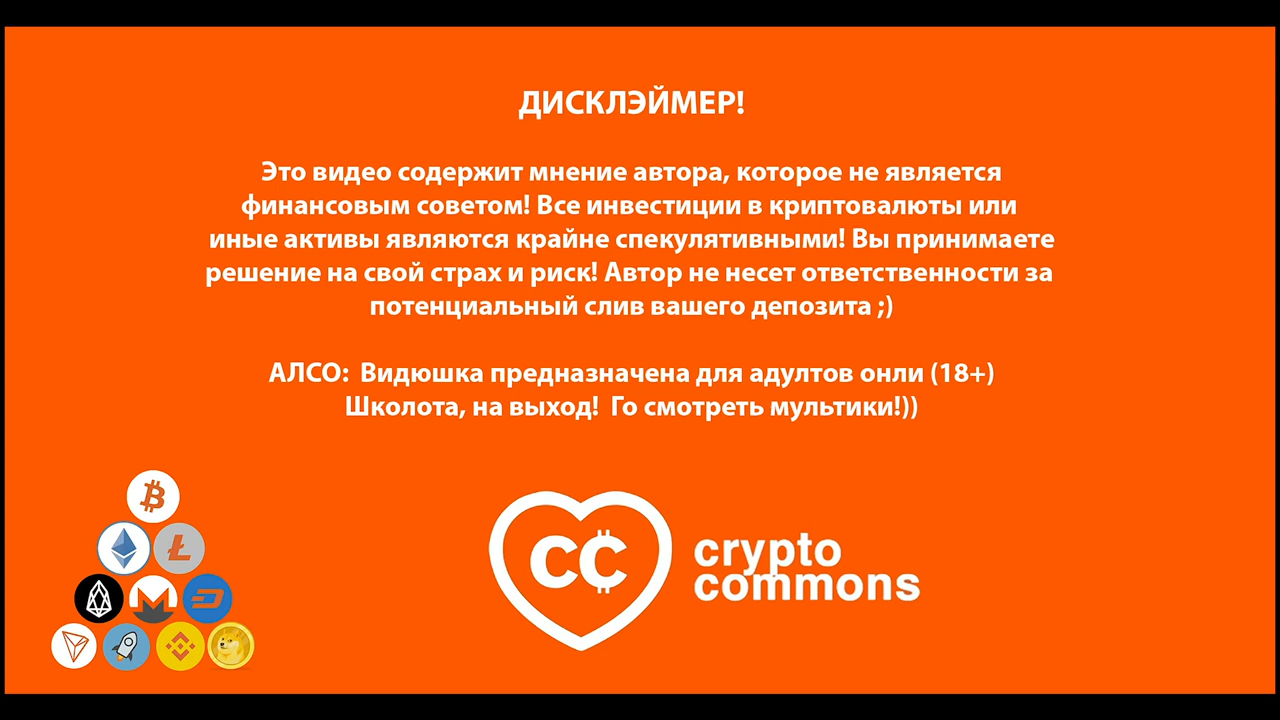 ДИСКЛЭЙМЕР!
Это видео содержит мнение автора, которое не является
финансовым советом! Все инвестиции в криптовалюты или
иные активы являются крайне спекулятивными! Вы принимаете
решение на свой страх и риск! Автор не несет ответственности за
потенциальный слив вашего депозита ;)
АЛСО: Видюшка предназначена для адултов онли (18+)
Школота, на выход! Го смотреть мультики!))
CC
crypto
commons